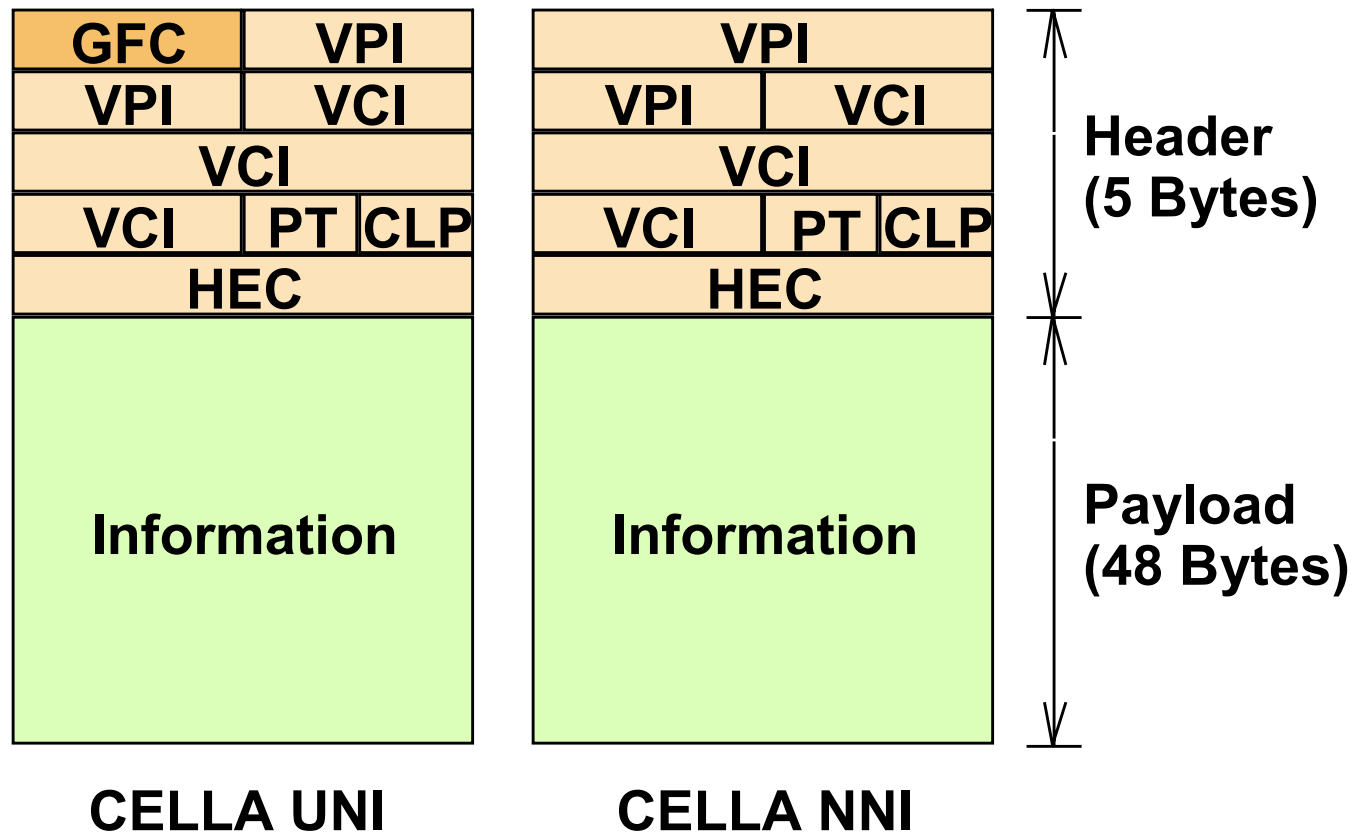 GFC VPI
VPI VCI
VCI
VCI PT CLP
HEC
Information
CELLA UNI
VPI
VPI VCI
VCI
VCI PT CLP
HEC
Information
CELLA NNI
Header
(5 Bytes)
Payload
(48 Bytes)